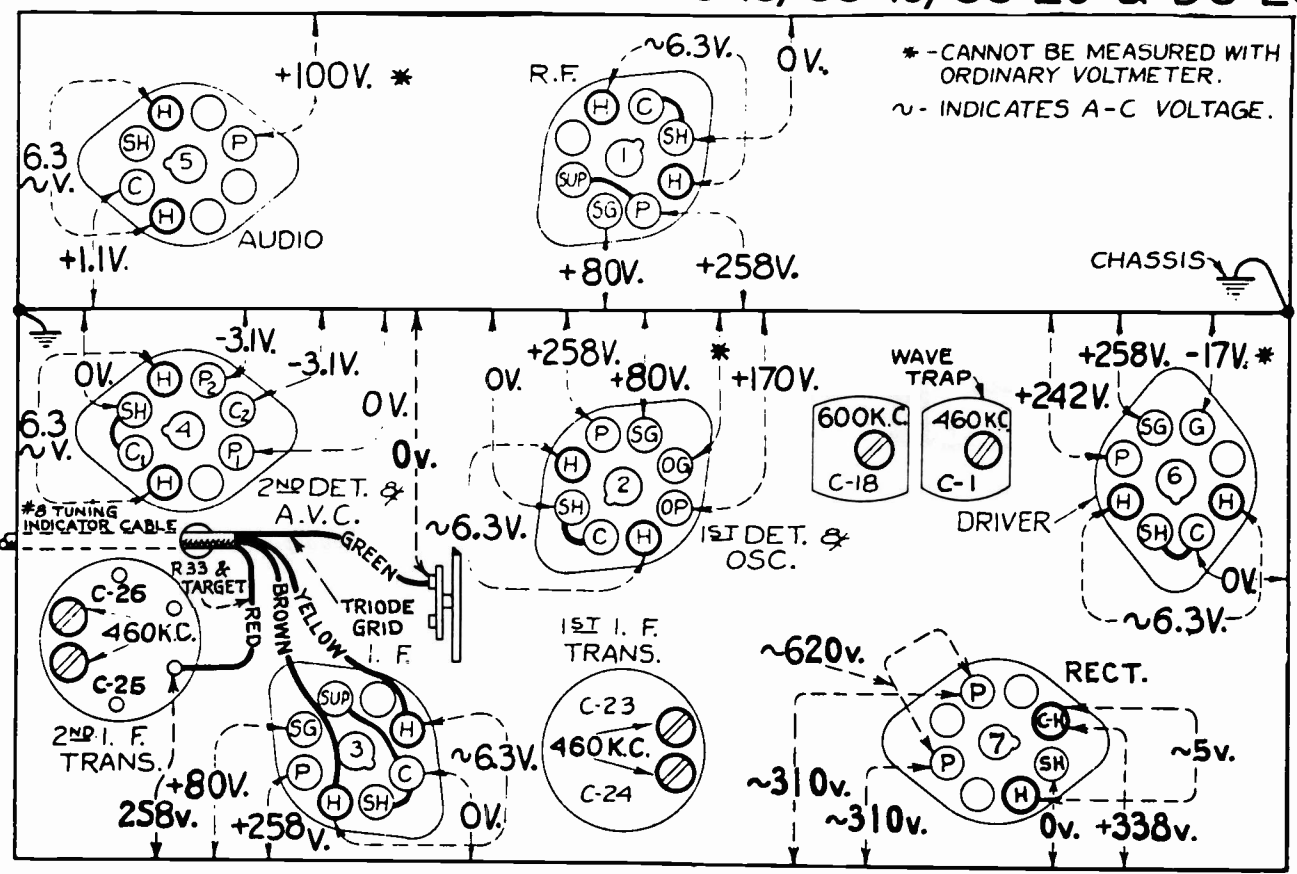 +100V. *
R.F.
~6.3V.
0V.
* - CANNOT BE MEASURED WITH
ORDINARY VOLTMETER.
~ - INDICATES A-C VOLTAGE.
H
SH
P
5
C
H
6.3
~V.
+1.1V.
AUDIO
H
C
SH
1
H
SUP
SG
P
+80V.
+258V.
CHASSIS
-3.1V.
-3.1V.
0V.
H
P2
SH
C2
4
C1
P1
H
6.3
~V.
0V.
0V.
2ND DET. &
A.V.C.
#8 TUNING
INDICATOR CABLE
R33 &
TARGET
RED
BROWN
YELLOW
GREEN
TRIODE
GRID
I. F.
C-26
460K.C.
C-25
2ND I. F.
TRANS.
+80V.
258V.
+258V.
SUP
SG
H
3
P
C
H
SH
~6.3V.
0V.
0V.
+258V.
+80V.
*
+170V.
P
SG
H
OG
2
SH
OP
C
H
~6.3V.
1ST DET. &
OSC.
WAVE
TRAP
600K.C.
C-18
460KC.
C-1
+242V.
+258V.
-17V. *
SG
G
P
6
H
H
SH
C
DRIVER
0V.
~6.3V.
1ST I. F.
TRANS.
C-23
460K.C.
C-24
~620V.
RECT.
P
C-H
7
P
SH
H
~5V.
~310V.
~310V.
0V.
+338V.